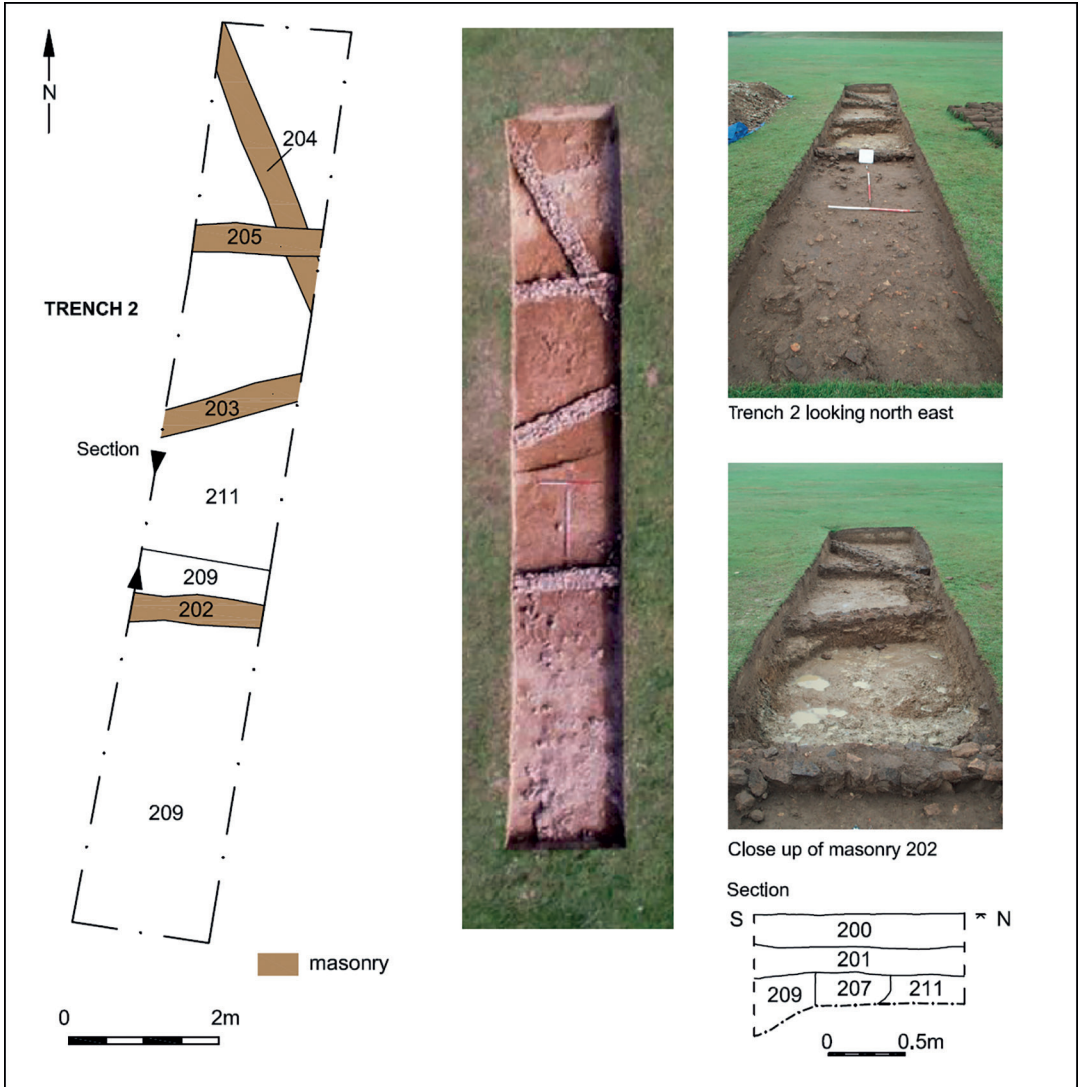 N
204
205
TRENCH 2
203
Section
211
209
202
209
masonry
0 2m
Trench 2 looking north east
Close up of masonry 202
Section
S N
200
201
209 207 211
0 0.5m